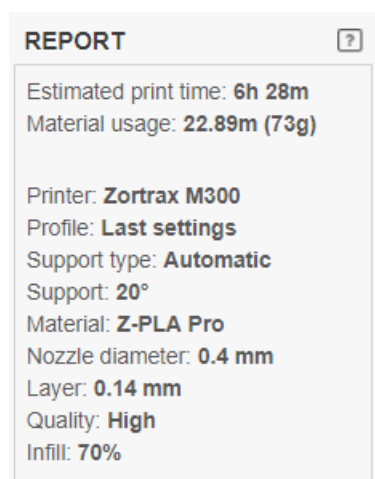 REPORT ?
Estimated print time: 6h 28m
Material usage: 22.89m (73g)
Printer: Zortrax M300
Profile: Last settings
Support type: Automatic
Support: 20°
Material: Z-PLA Pro
Nozzle diameter: 0.4 mm
Layer: 0.14 mm
Quality: High
Infill: 70%